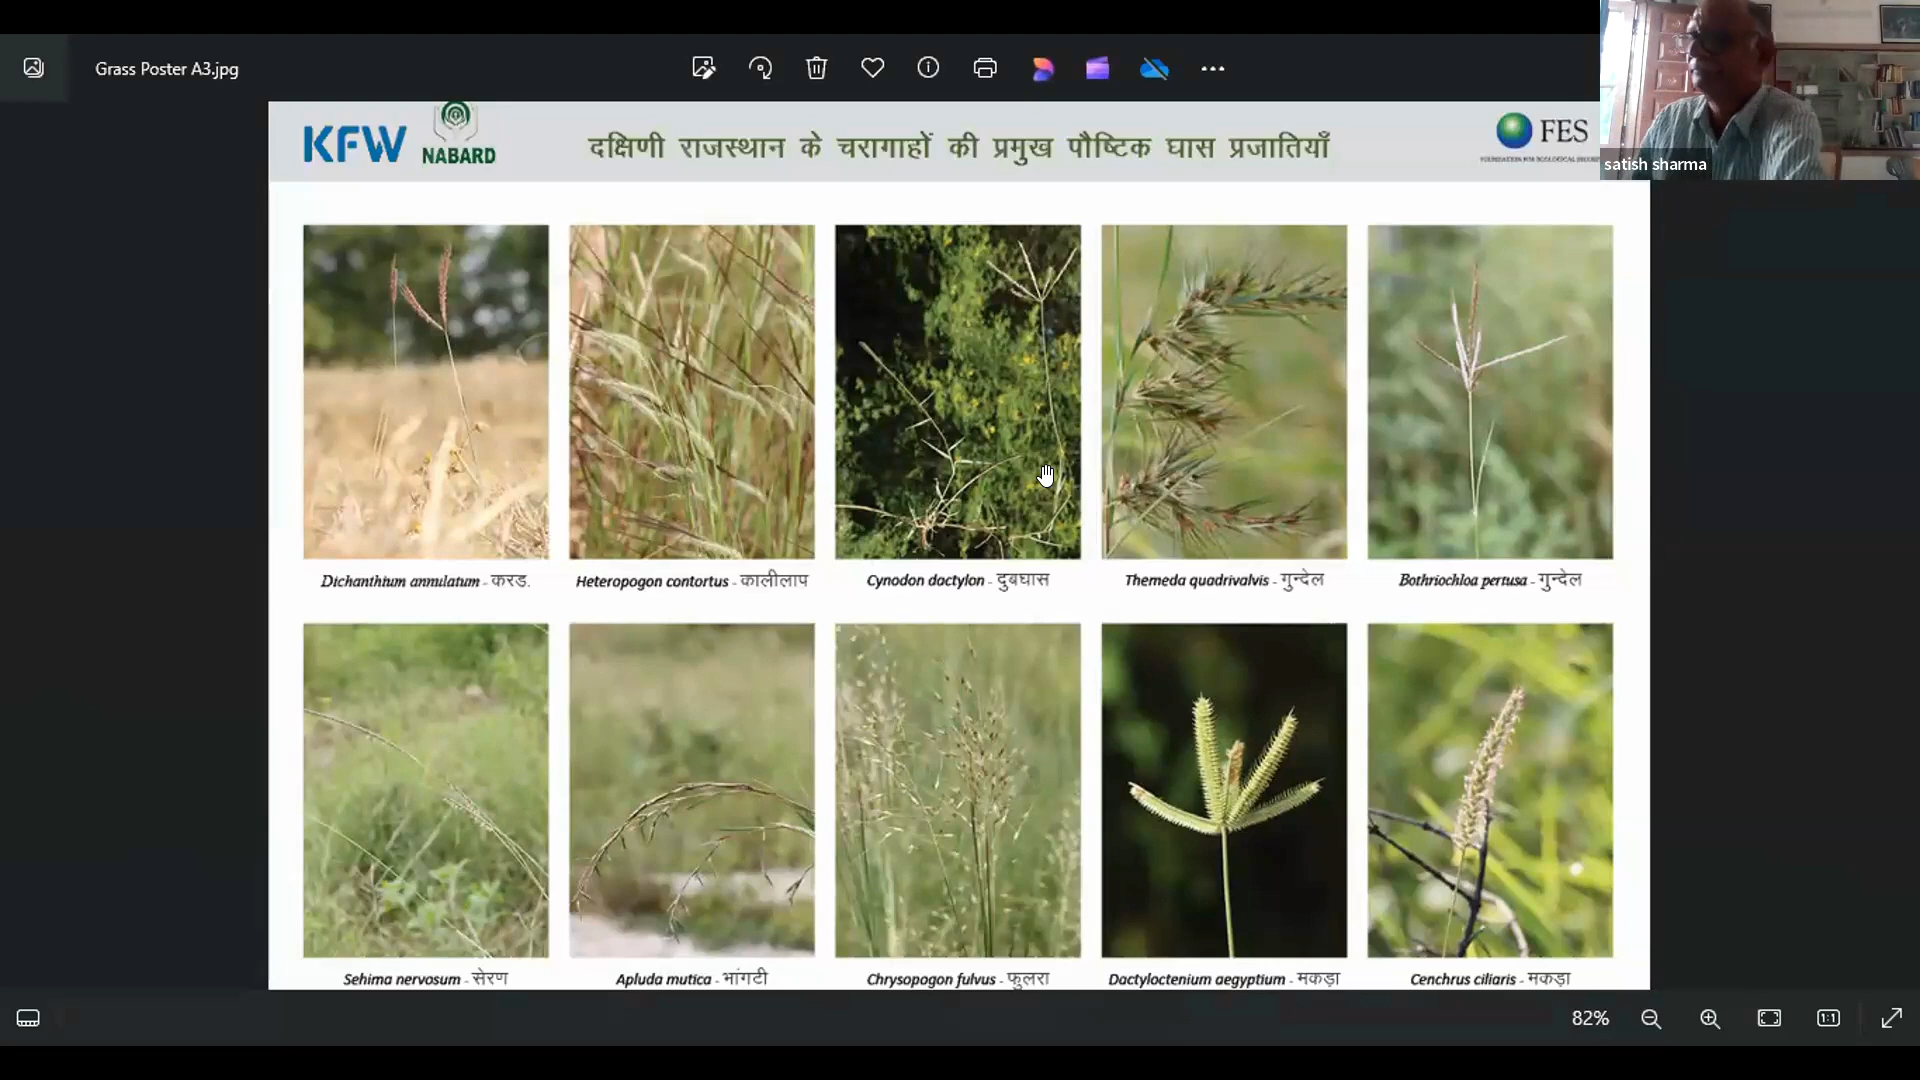 Grass Poster A3.jpg
KFW
NABARD
दक्षिणी राजस्थान के चरागाहों की प्रमुख पौष्टिक घास प्रजातियाँ
FES
satish sharma
Dichanthium annulatum - करड.
Heteropogon contortus - कालीलाप
Cynodon dactylon - दुबघास
Themeda quadrivalvis - गुन्देल
Bothriochloa pertusa - गुन्देल
Sehima nervosum - सेरण
Apluda mutica - भांगटी
Chrysopogon fulvus - फुलरा
Dactyloctenium aegyptium - मकड़ा
Cenchrus ciliaris - मकड़ा
82%
1:1